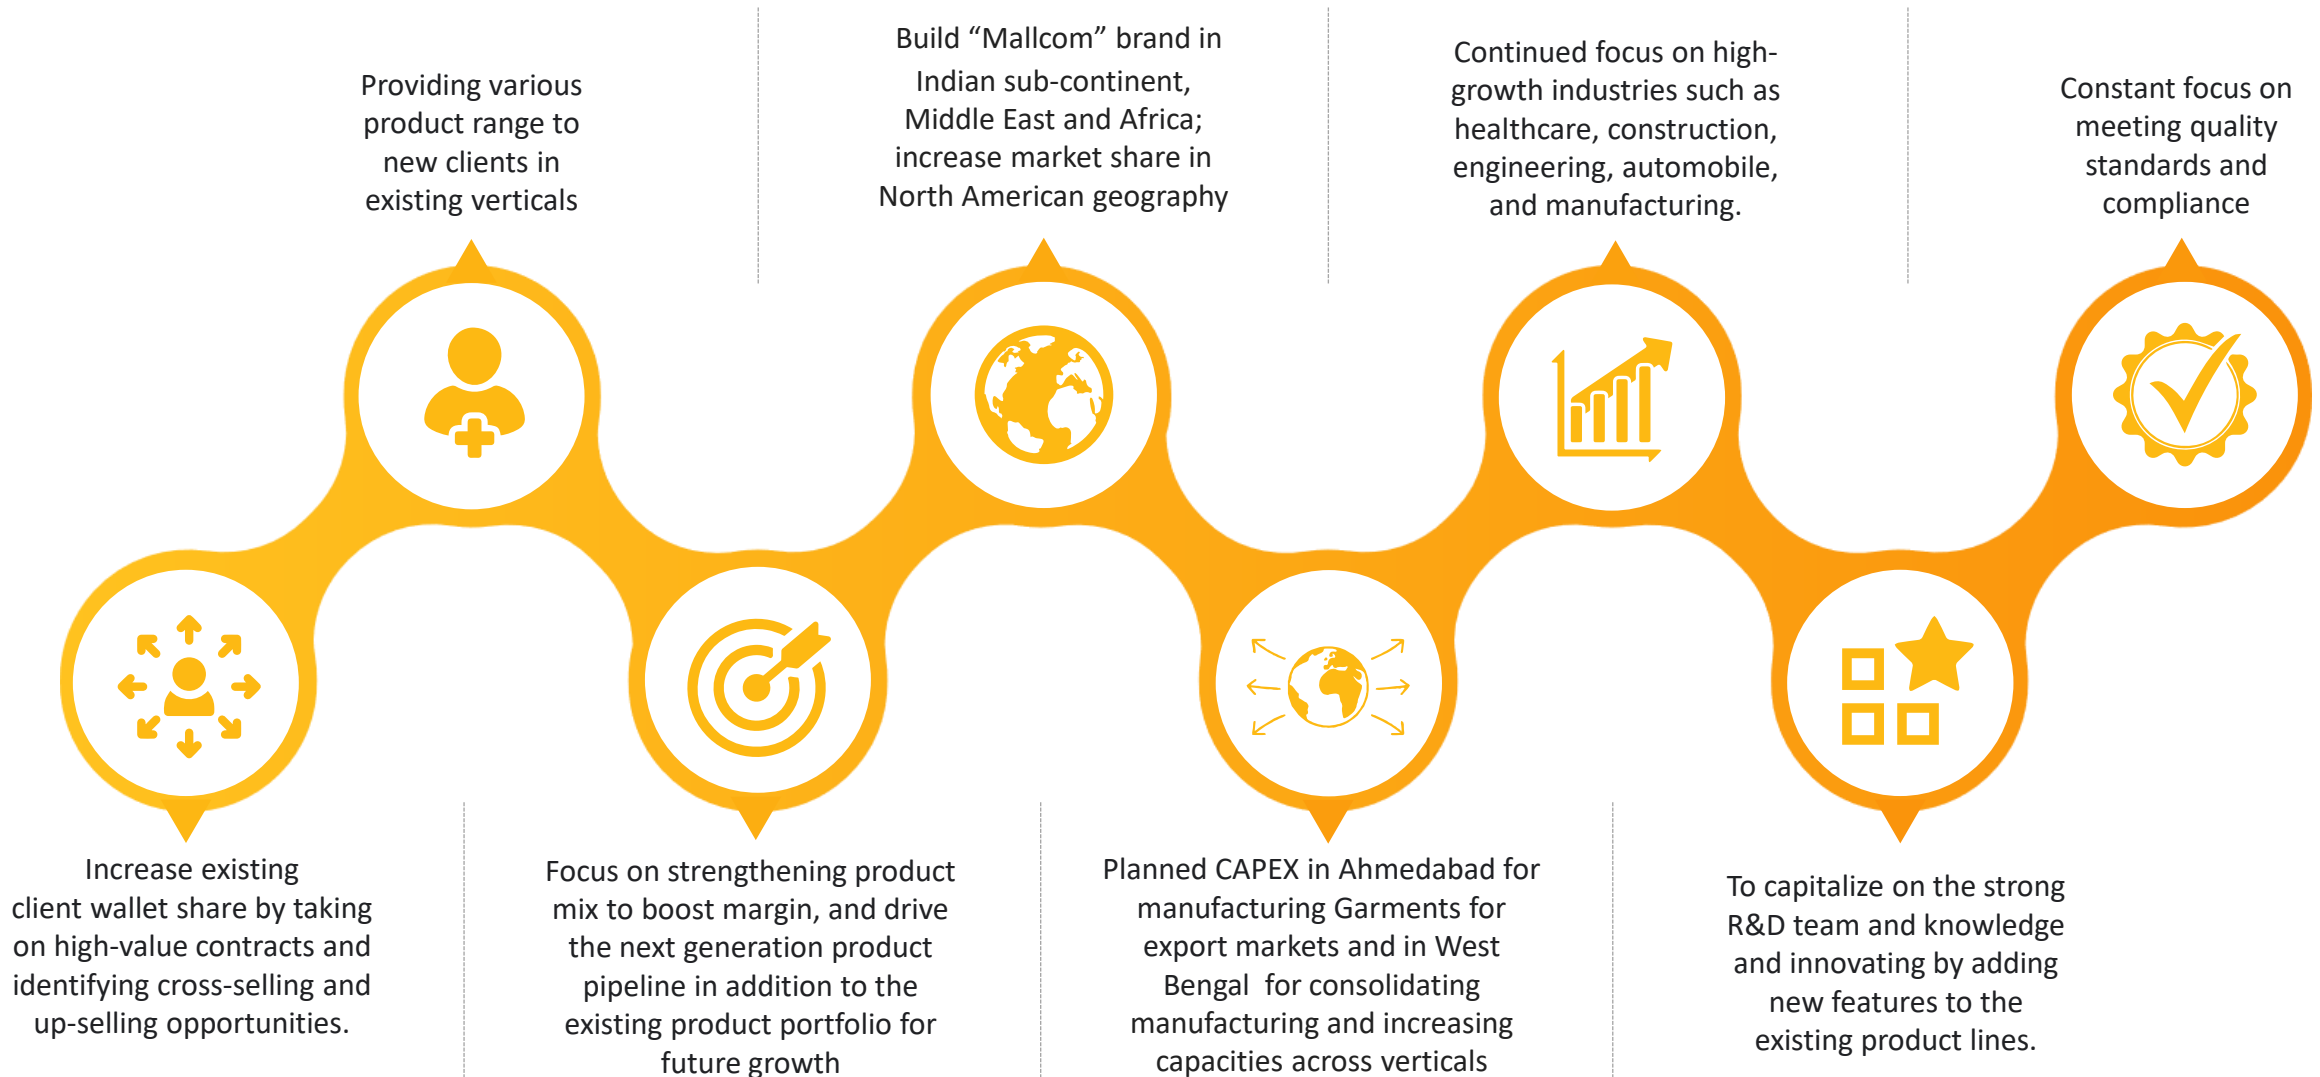 Providing various
product range to
new clients in
existing verticals
Build “Mallcom” brand in
Indian sub-continent,
Middle East and Africa;
increase market share in
North American geography
Continued focus on high-
growth industries such as
healthcare, construction,
engineering, automobile,
and manufacturing.
Constant focus on
meeting quality
standards and
compliance
Increase existing
client wallet share by taking
on high-value contracts and
identifying cross-selling and
up-selling opportunities.
Focus on strengthening product
mix to boost margin, and drive
the next generation product
pipeline in addition to the
existing product portfolio for
future growth
Planned CAPEX in Ahmedabad for
manufacturing Garments for
export markets and in West
Bengal  for consolidating
manufacturing and increasing
capacities across verticals
To capitalize on the strong
R&D team and knowledge
and innovating by adding
new features to the
existing product lines.